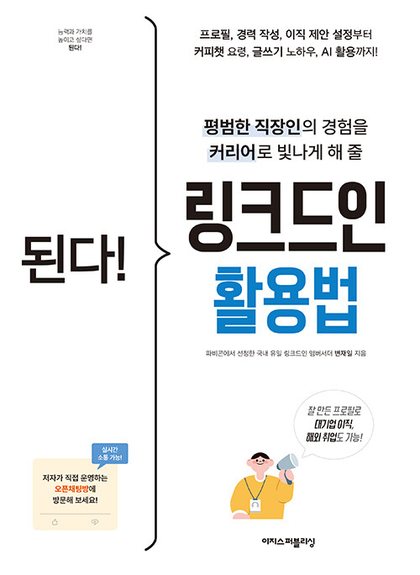 능력과 가치를
높이고 싶다면
된다!
프로필, 경력 작성, 이직 제안 설정부터
커피챗 요령, 글쓰기 노하우, AI 활용까지!
평범한 직장인의 경험을
커리어로 빛나게 해 줄
된다!
링크드인
활용법
파비콘에서 선정한 국내 유일 링크드인 앰버서더 변재일 지음
잘 만든 프로필로
대기업 이직,
해외 취업도 가능!
실시간
소통 가능!
저자가 직접 운영하는
오픈채팅방에
방문해 보세요!
이지스퍼블리싱